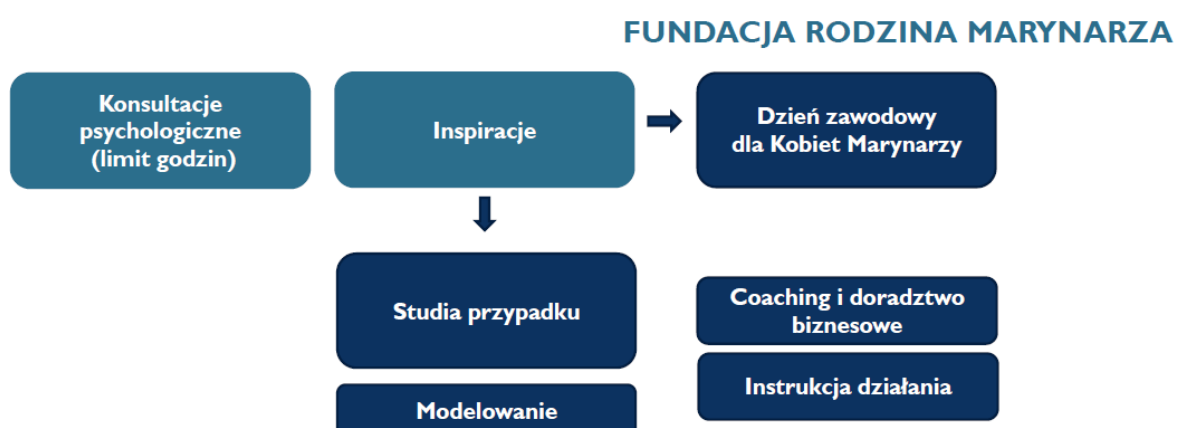 FUNDACJA RODZINA MARYNARZA
Konsultacje
psychologiczne
(limit godzin)
Inspiracje
Dzień zawodowy
dla Kobiet Marynarzy
Studia przypadku
Coaching i doradztwo
biznesowe
Instrukcja działania
Modelowanie